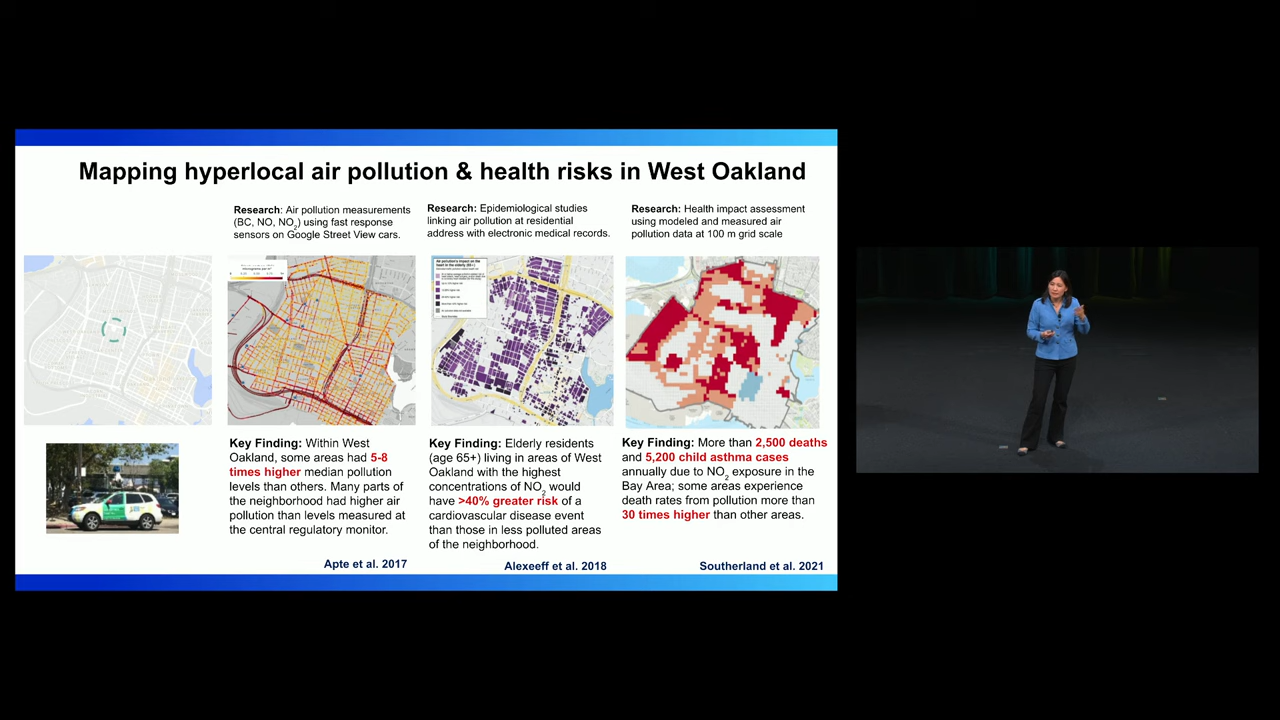 Mapping hyperlocal air pollution & health risks in West Oakland
Research: Air pollution measurements
(BC, NO, NO2) using fast response
sensors on Google Street View cars.
Research: Epidemiological studies
linking air pollution at residential
address with electronic medical records.
Research: Health impact assessment
using modeled and measured air
pollution data at 100 m grid scale
Key Finding: Within West
Oakland, some areas had 5-8
times higher median pollution
levels than others. Many parts of
the neighborhood had higher air
pollution than levels measured at
the central regulatory monitor.
Apte et al. 2017
Key Finding: Elderly residents
(age 65+) living in areas of West
Oakland with the highest
concentrations of NO2 would
have >40% greater risk of a
cardiovascular disease event
than those in less polluted areas
of the neighborhood.
Alexeeff et al. 2018
Key Finding: More than 2,500 deaths
and 5,200 child asthma cases
annually due to NO2 exposure in the
Bay Area; some areas experience
death rates from pollution more than
30 times higher than other areas.
Southerland et al. 2021